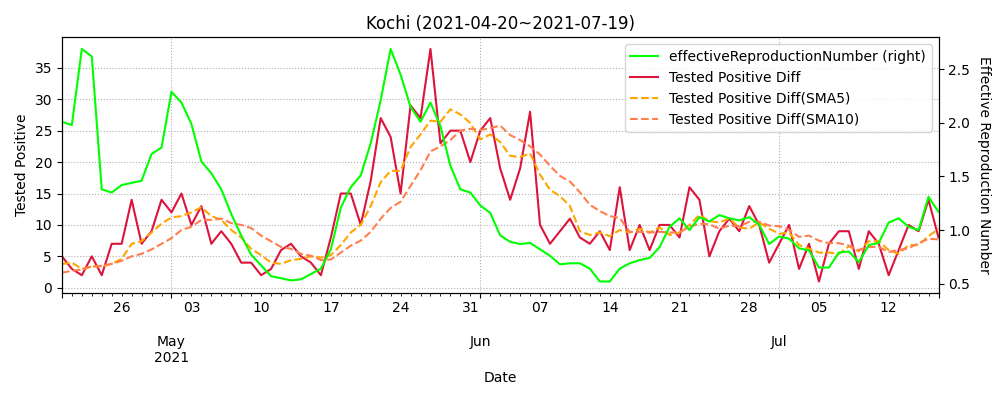 Kochi (2021-04-20~2021-07-19)
effectiveReproductionNumber (right)
Tested Positive Diff
Tested Positive Diff(SMA5)
Tested Positive Diff(SMA10)
Tested Positive
35
30
25
20
15
10
5
0
Effective Reproduction Number
2.5
2.0
1.5
1.0
0.5
26 03 10 17 24 31 07 14 21 28 05 12
May Jun Jul
2021
Date